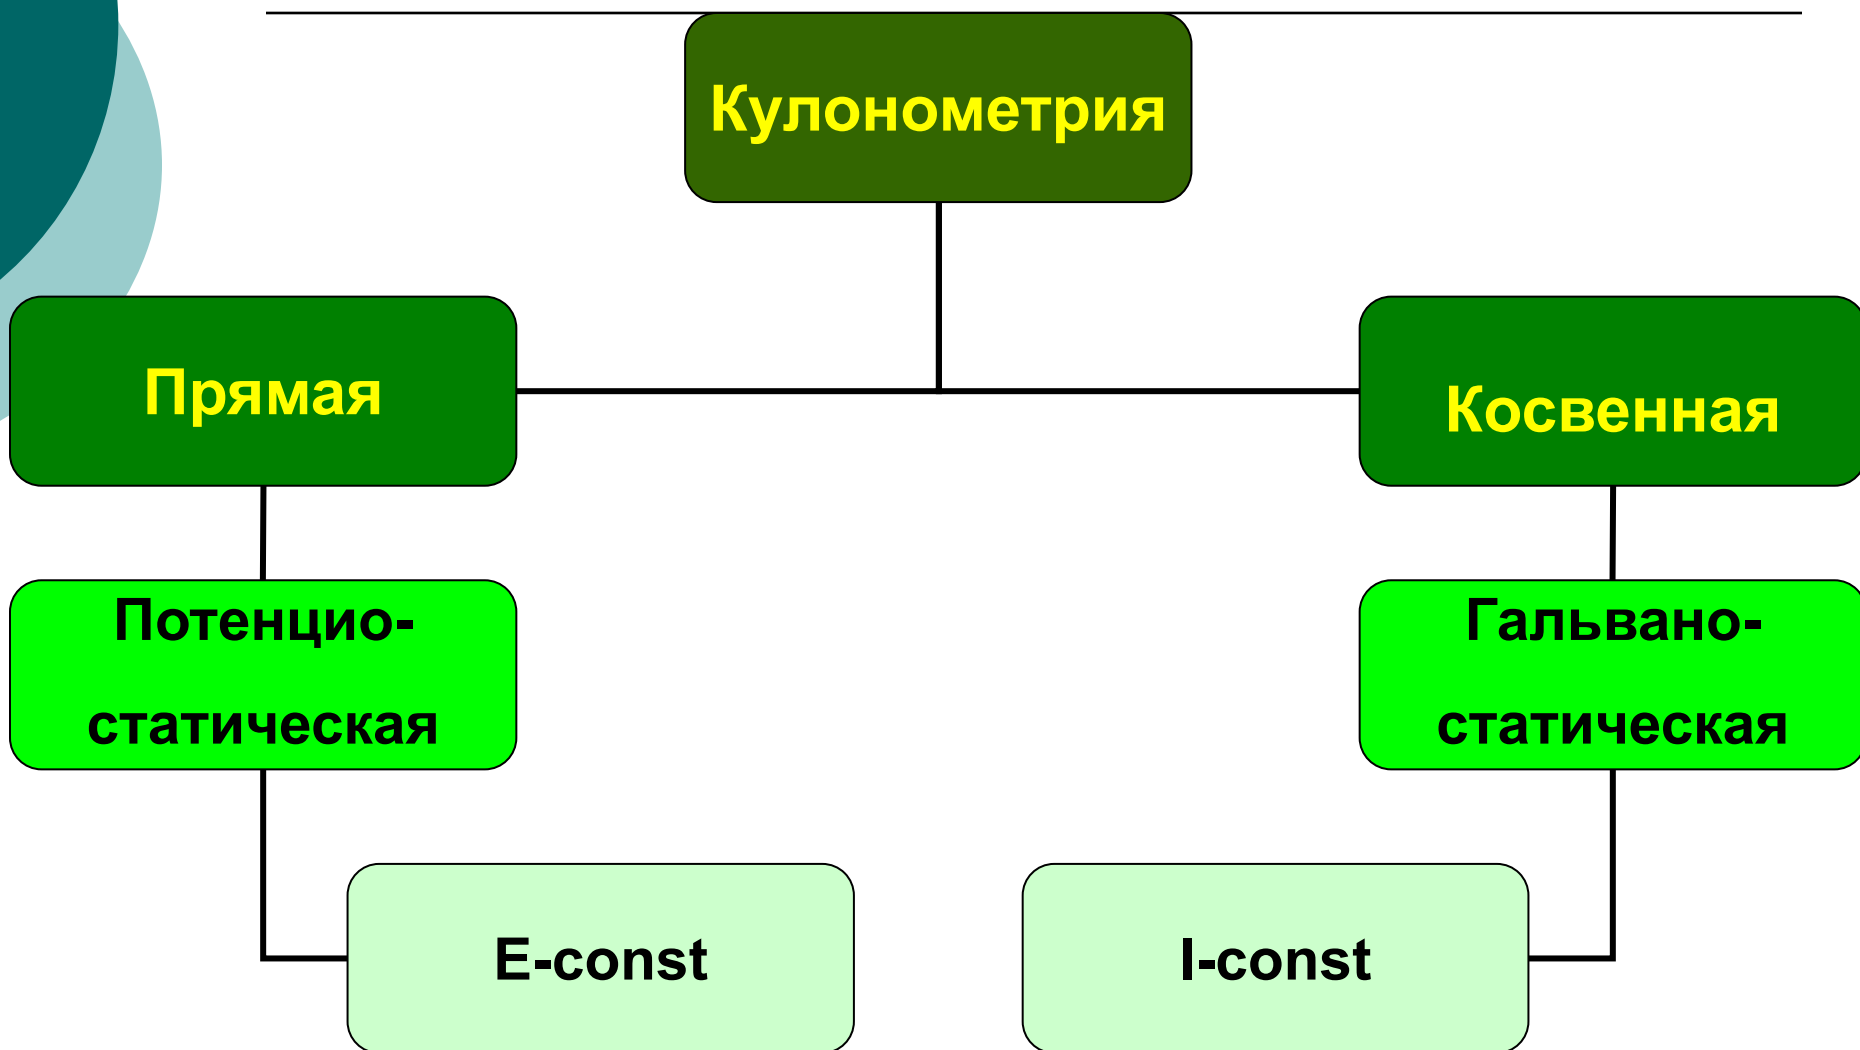 Кулонометрия
Прямая
Косвенная
Потенцио-
статическая
Гальвано-
статическая
E-const
I-const